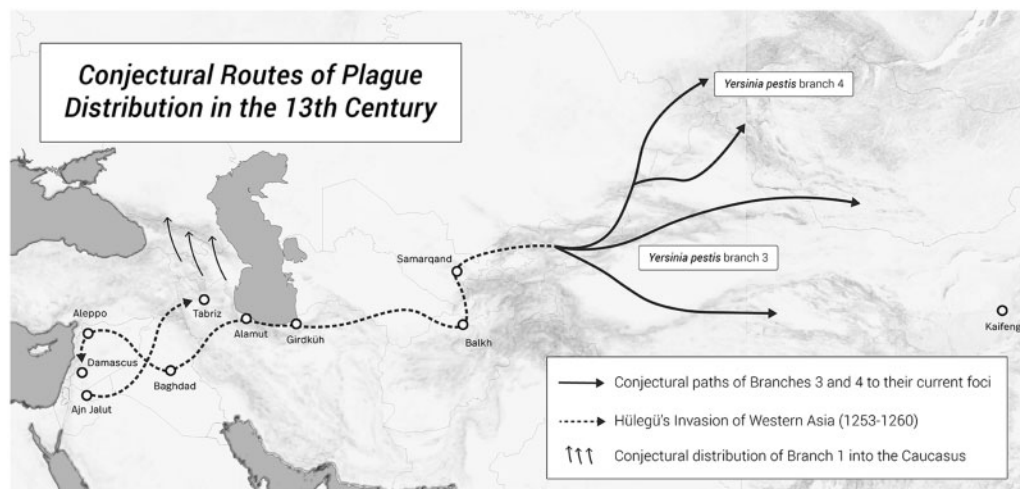 Conjectural Routes of Plague
Distribution in the 13th Century
Yersinia pestis branch 4
Yersinia pestis branch 3
Samarqand
Aleppo
Tabriz
Alamut
Girdkūh
Balkh
Kaifeng
Damascus
Baghdad
Ajn Jalut
Conjectural paths of Branches 3 and 4 to their current foci
Hülegü's Invasion of Western Asia (1253-1260)
Conjectural distribution of Branch 1 into the Caucasus